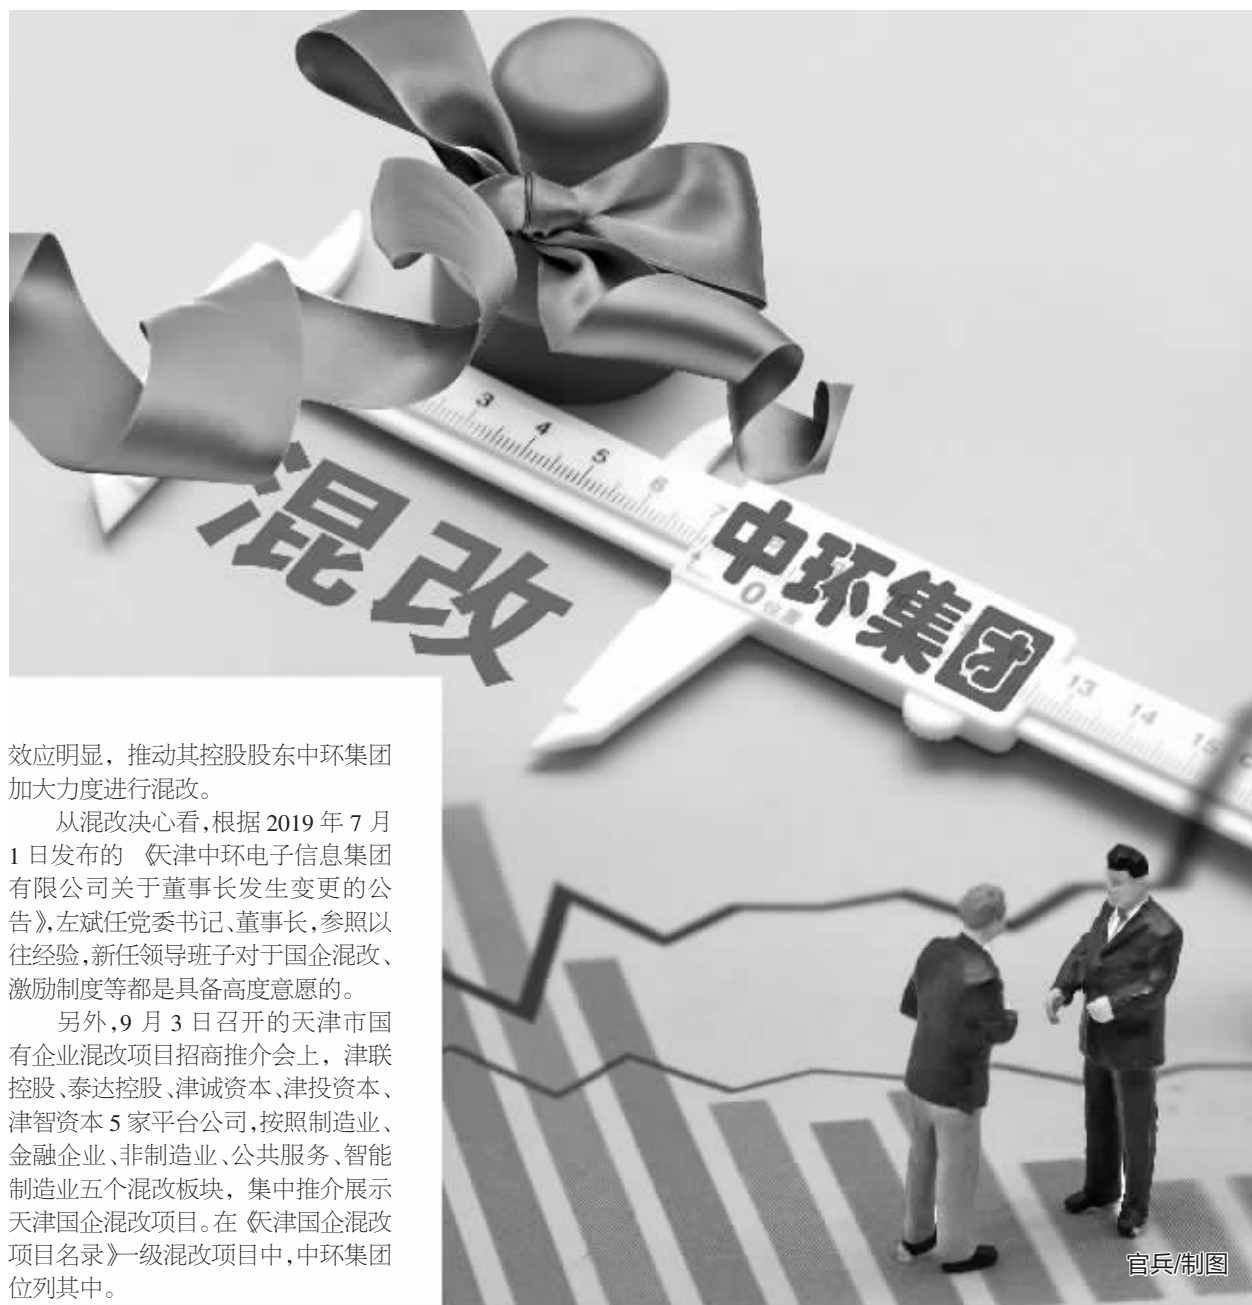 3
4
5
6
7
混改
中环集团
0
13
14
15
效应明显，推动其控股股东中环集团
加大力度进行混改。
从混改决心看，根据 2019 年 7 月
1 日发布的《天津中环电子信息集团
有限公司关于董事长发生变更的公
告》，左斌任党委书记、董事长，参照以
往经验，新任领导班子对于国企混改、
激励制度等都是具备高度意愿的。
另外，9 月 3 日召开的天津市国
有企业混改项目招商推介会上，津联
控股、泰达控股、津诚资本、津投资本、
津智资本 5 家平台公司，按照制造业、
金融企业、非制造业、公共服务、智能
制造业五个混改板块，集中推介展示
天津国企混改项目。在《天津国企混改
项目名录》一级混改项目中，中环集团
位列其中。
官兵/制图